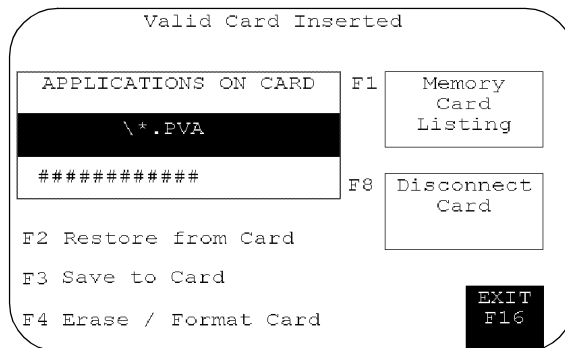 Valid Card Inserted
APPLICATIONS ON CARD
\*.PVA
############
F1 Memory
Card
Listing
F8 Disconnect
Card
F2 Restore from Card
F3 Save to Card
F4 Erase / Format Card
EXIT
F16